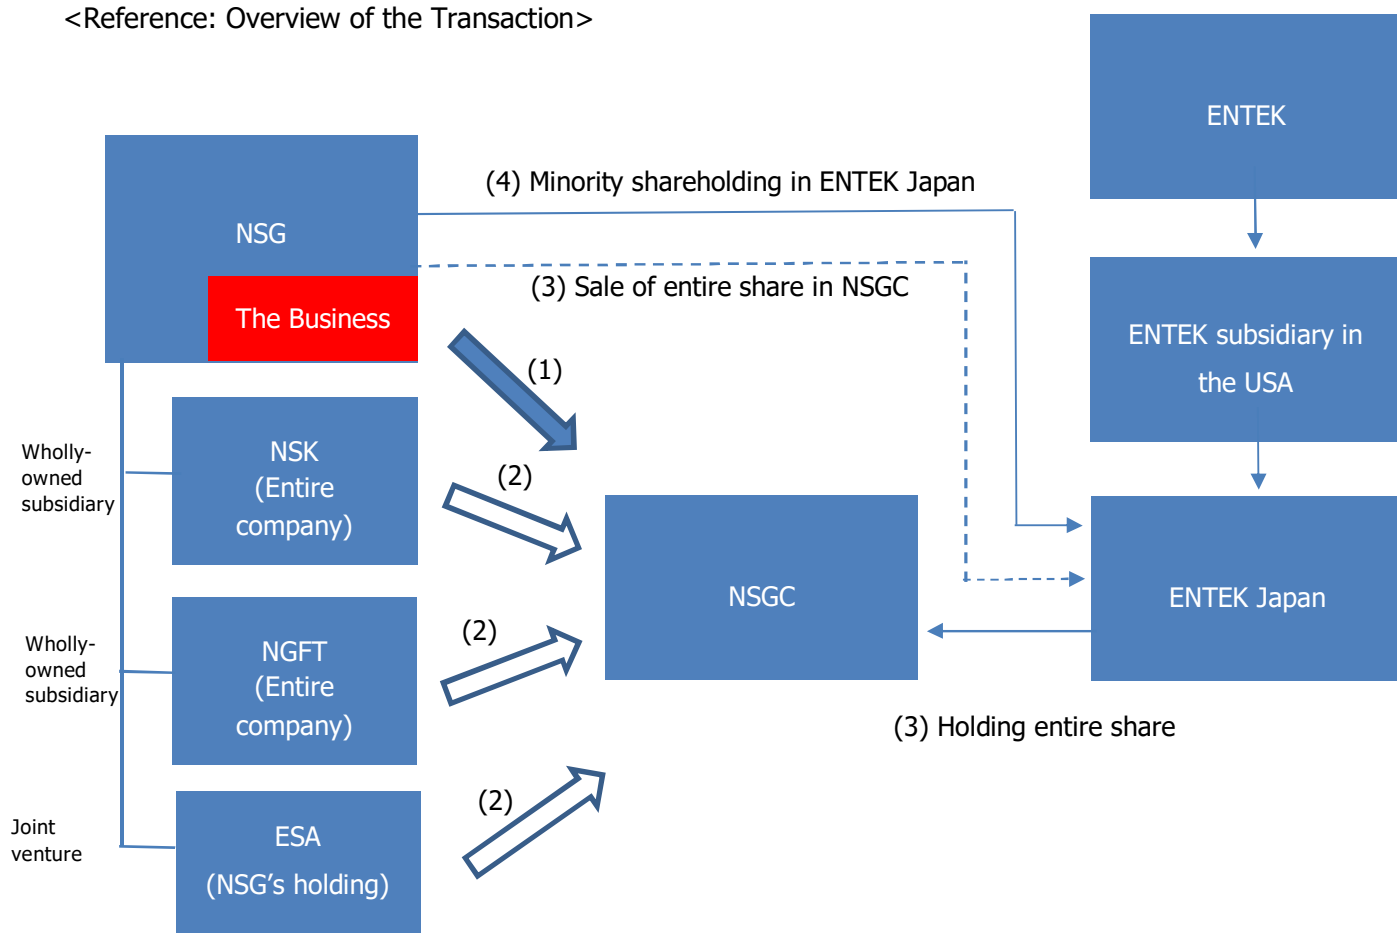 <Reference: Overview of the Transaction>
ENTEK
(4) Minority shareholding in ENTEK Japan
NSG
(3) Sale of entire share in NSGC
The Business
ENTEK subsidiary in
the USA
(1)
Wholly-
owned
subsidiary
NSK
(Entire
company)
(2)
NSGC
ENTEK Japan
Wholly-
owned
subsidiary
NGFT
(Entire
company)
(2)
(3) Holding entire share
Joint
venture
ESA
(NSG’s holding)
(2)